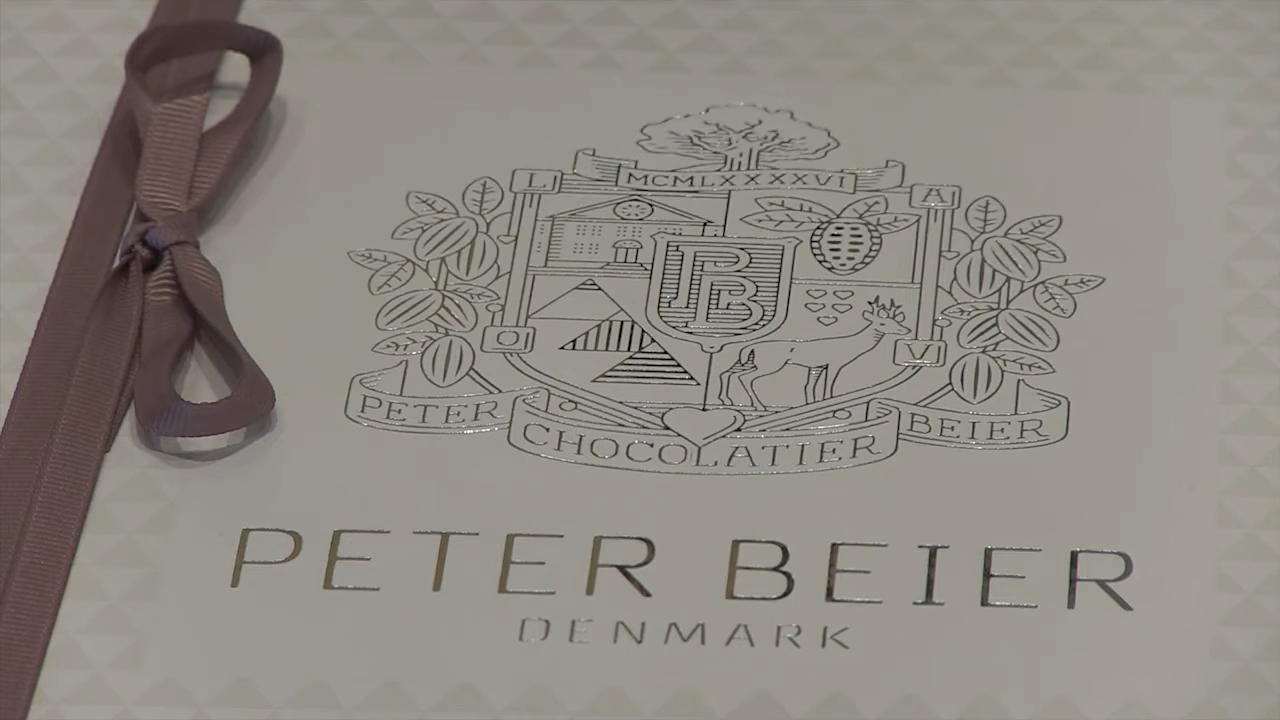 MCMLXXXXVI
L A
PB
O V
PETER BEIER
CHOCOLATIER
PETER BEIER
DENMARK